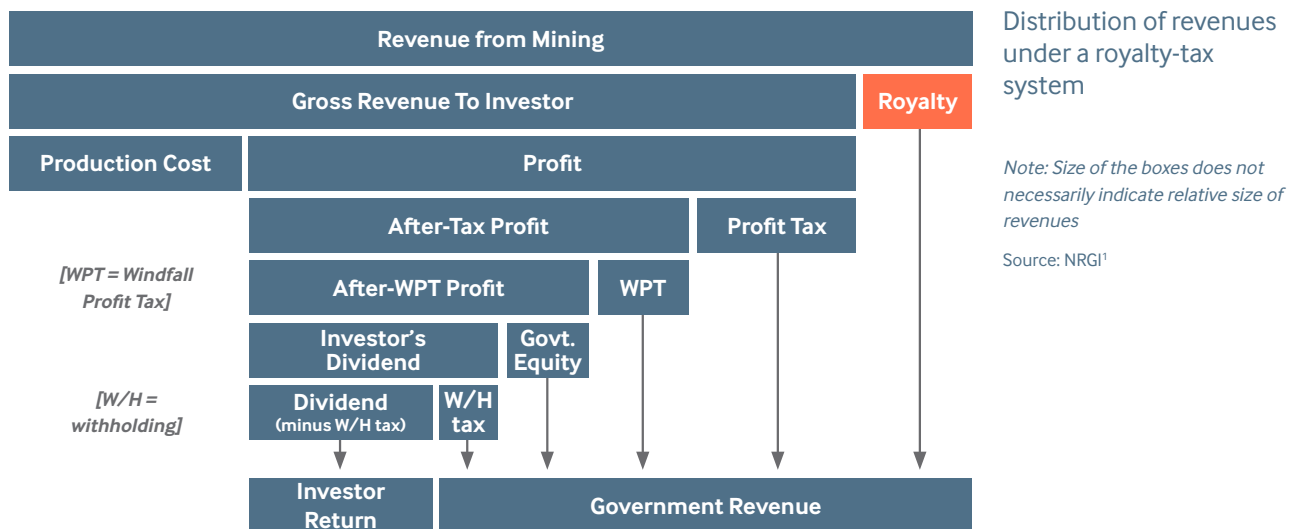 Revenue from Mining
Gross Revenue To Investor
Royalty
Production Cost
Profit
After-Tax Profit
Profit Tax
[WPT = Windfall
Profit Tax]
After-WPT Profit
WPT
Investor’s
Dividend
Govt.
Equity
[W/H =
withholding]
Dividend
(minus W/H tax)
W/H
tax
Investor
Return
Government Revenue
Distribution of revenues
under a royalty-tax
system
Note: Size of the boxes does not
necessarily indicate relative size of
revenues
Source: NRGI¹